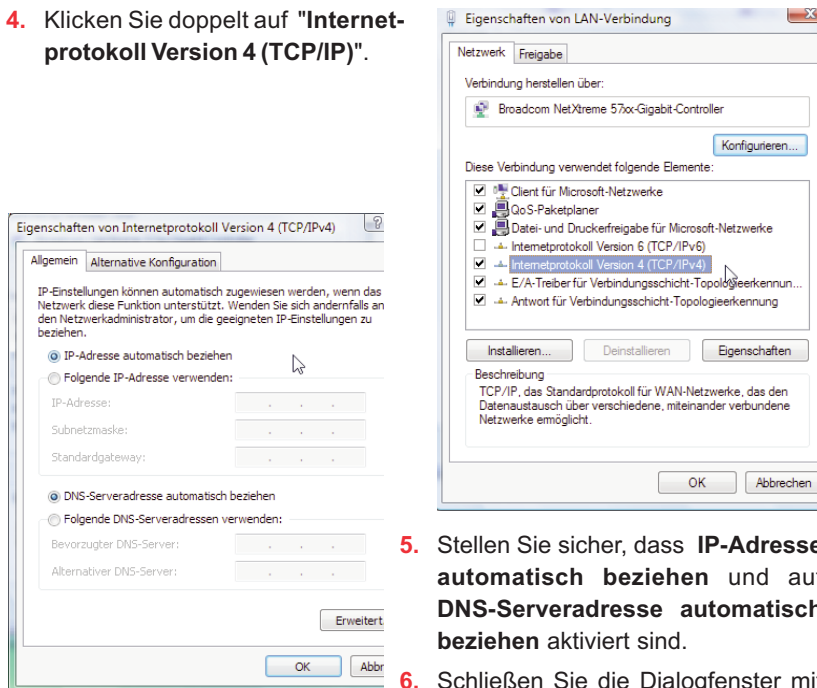 4. Klicken Sie doppelt auf "Internet-
protokoll Version 4 (TCP/IP)".
Eigenschaften von LAN-Verbindung
Netzwerk Freigabe
Verbindung herstellen über:
Broadcom NetXtreme 57xx-Gigabit-Controller
Konfigurieren...
Diese Verbindung verwendet folgende Elemente:
Client für Microsoft-Netzwerke
QoS-Paketplaner
Datei- und Druckerfreigabe für Microsoft-Netzwerke
Internetprotokoll Version 6 (TCP/IPv6)
Internetprotokoll Version 4 (TCP/IPv4)
E/A-Treiber für Verbindungsschicht-Topologieerkennun...
Antwort für Verbindungsschicht-Topologieerkennung
Installieren... Deinstallieren Eigenschaften
Beschreibung
TCP/IP, das Standardprotokoll für WAN-Netzwerke, das den
Datenaustausch über verschiedene, miteinander verbundene
Netzwerke ermöglicht.
OK Abbrechen
Eigenschaften von Internetprotokoll Version 4 (TCP/IPv4)
Allgemein Alternative Konfiguration
IP-Einstellungen können automatisch zugewiesen werden, wenn das
Netzwerk diese Funktion unterstützt. Wenden Sie sich andernfalls an
den Netzwerkadministrator, um die geeigneten IP-Einstellungen zu
beziehen.
IP-Adresse automatisch beziehen
Folgende IP-Adresse verwenden:
IP-Adresse:
Subnetzmaske:
Standardgateway:
DNS-Serveradresse automatisch beziehen
Folgende DNS-Serveradressen verwenden:
Bevorzugter DNS-Server:
Alternativer DNS-Server:
Erweitert
OK Abbr
5. Stellen Sie sicher, dass IP-Adresse
automatisch beziehen und auf
DNS-Serveradresse automatisch
beziehen aktiviert sind.
6. Schließen Sie die Dialogfenster mit